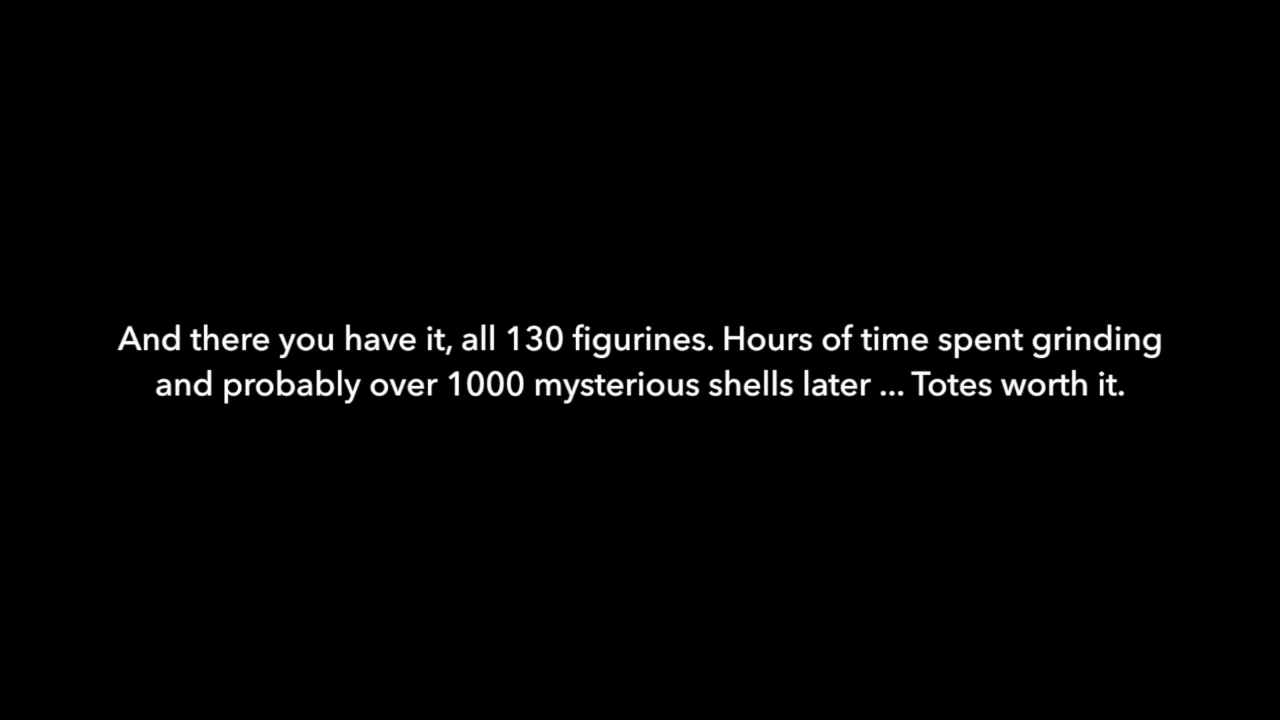 And there you have it, all 130 figurines. Hours of time spent grinding
and probably over 1000 mysterious shells later ... Totes worth it.